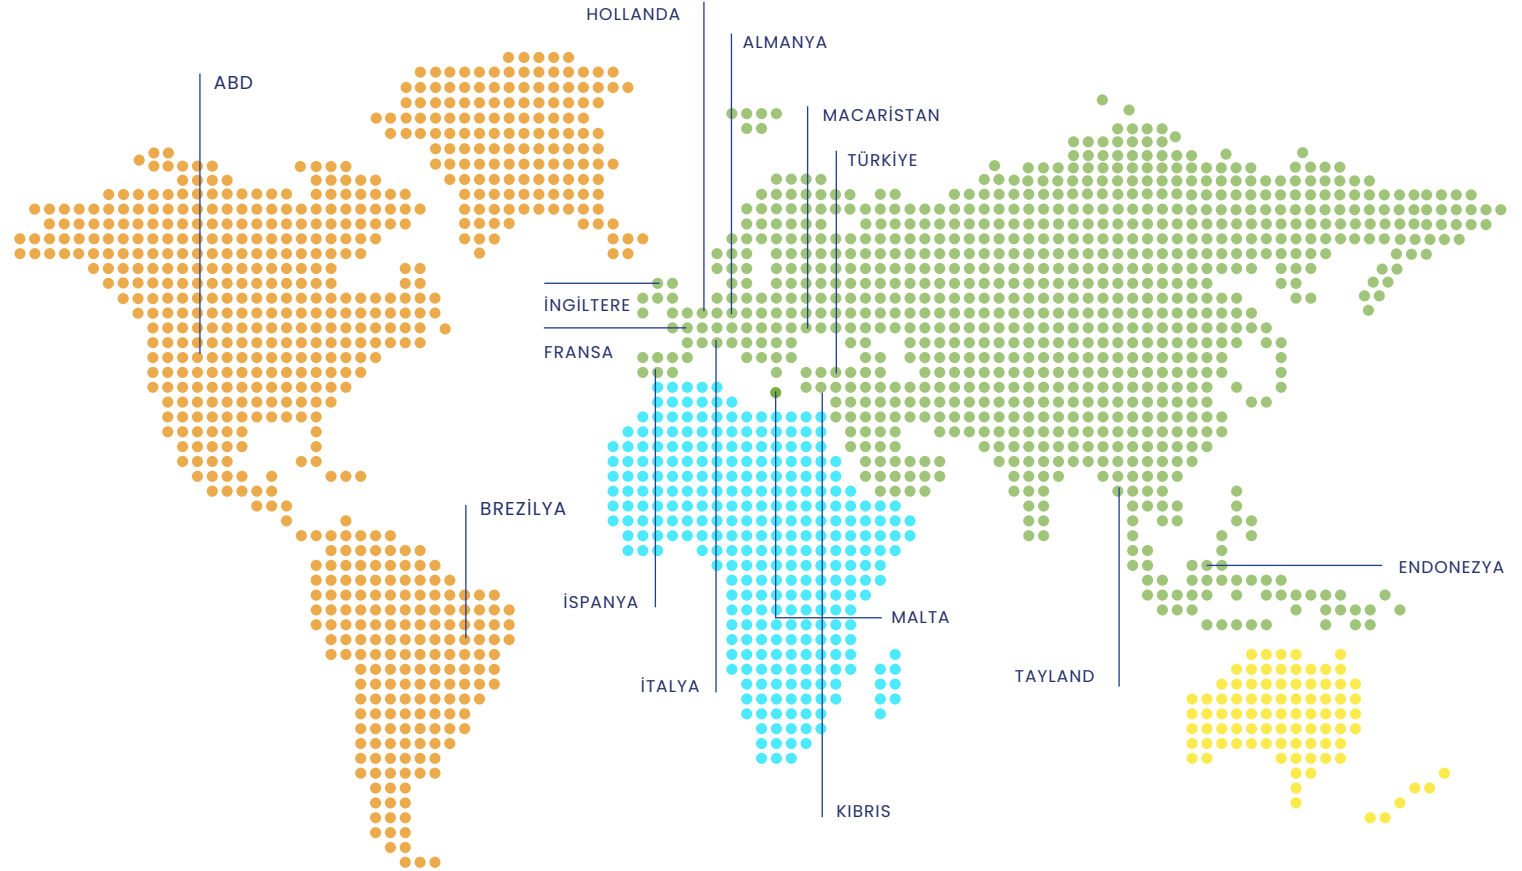 HOLLANDA
ALMANYA
ABD
MACARİSTAN
TÜRKİYE
İNGİLTERE
FRANSA
BREZİLYA
ENDONEZYA
İSPANYA
MALTA
TAYLAND
İTALYA
KIBRIS